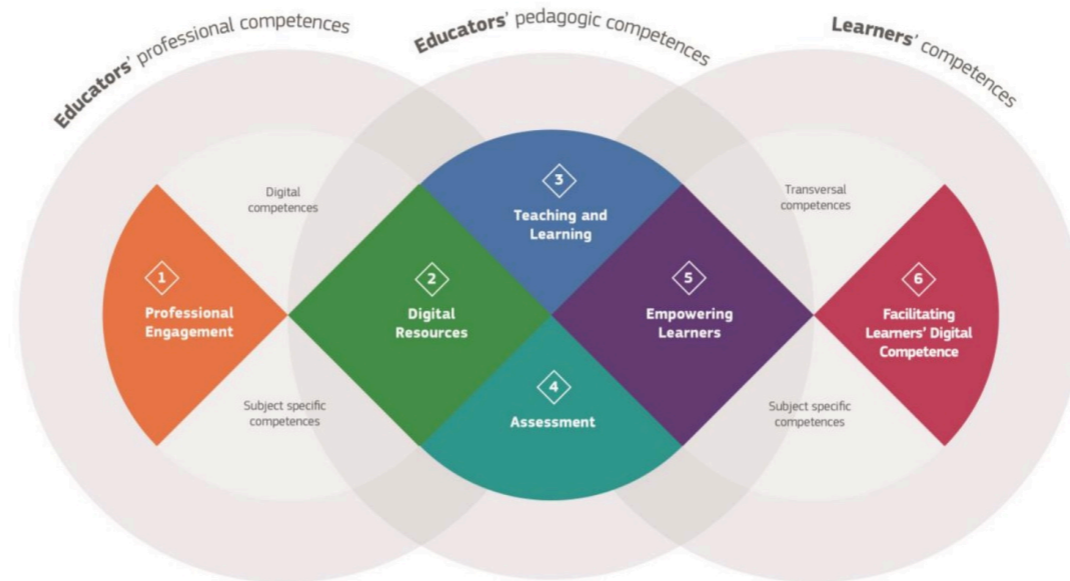 Educators' professional competences
Educators' pedagogic competences
Learners' competences
Digital
competences
3
Teaching and
Learning
Transversal
competences
1
Professional
Engagement
2
Digital
Resources
5
Empowering
Learners
6
Facilitating
Learners' Digital
Competence
Subject specific
competences
4
Assessment
Subject specific
competences